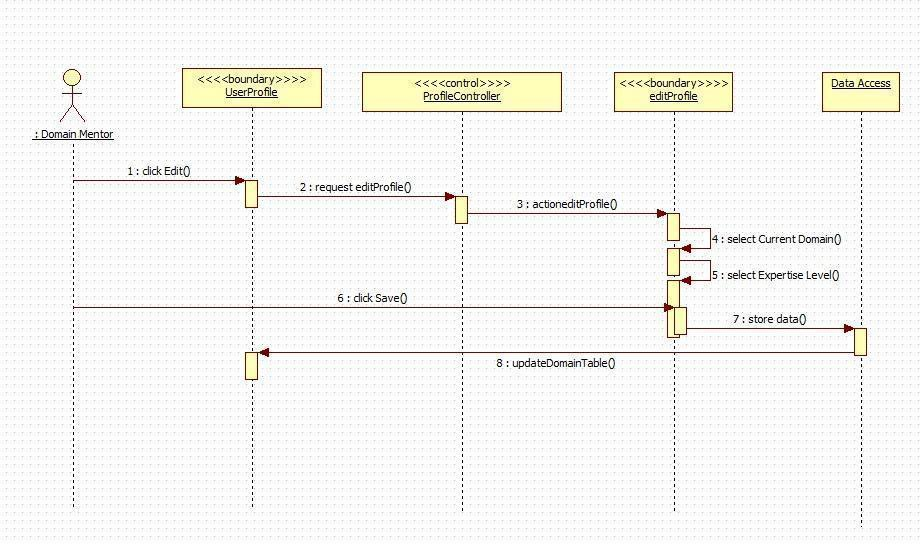 <<<<boundary>>>>
UserProfile
<<<<control>>>>
ProfileController
<<<<boundary>>>>
editProfile
Data Access
: Domain Mentor
1 : click Edit()
2 : request editProfile()
3 : actioneditProfile()
4 : select Current Domain()
5 : select Expertise Level()
6 : click Save()
7 : store data()
8 : updateDomainTable()